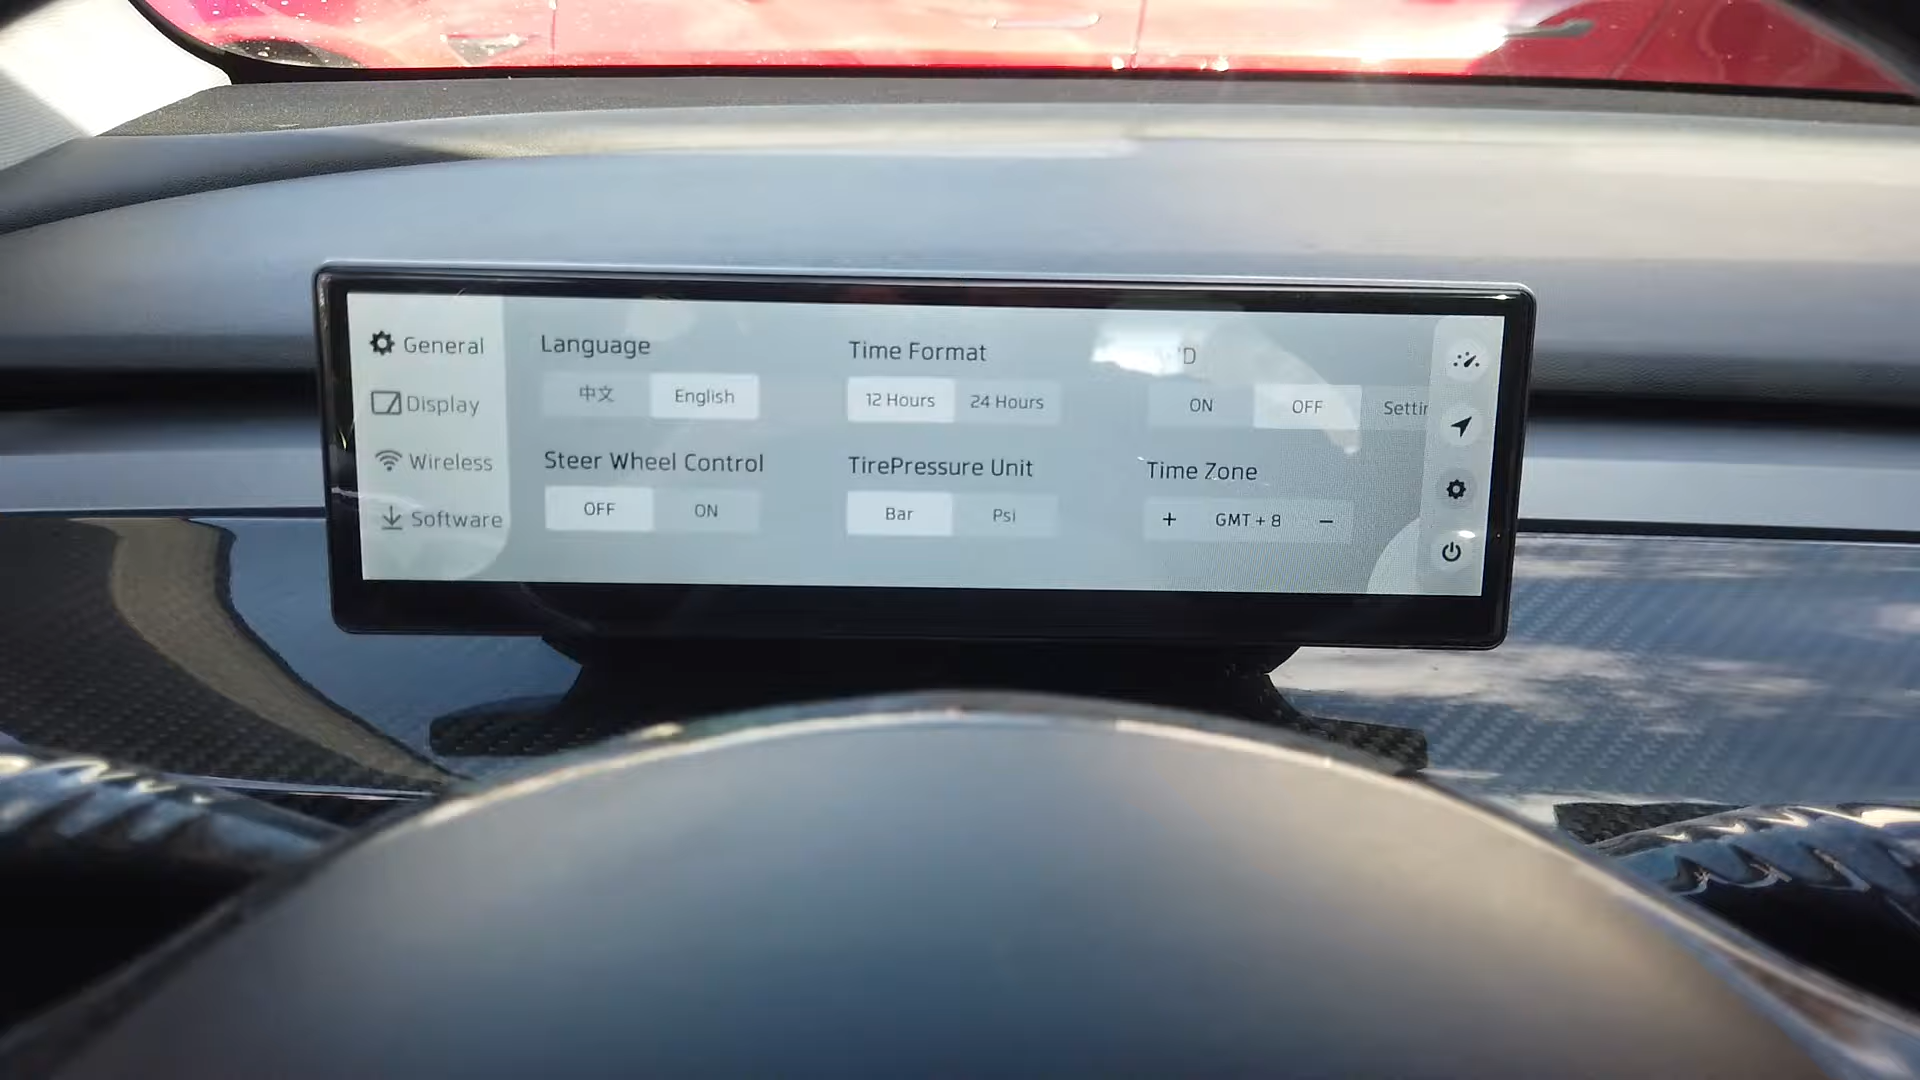 General
Display
Wireless
Software
Language
中文 English
Steer Wheel Control
OFF ON
Time Format
12 Hours 24 Hours
TirePressure Unit
Bar Psi
ON OFF
Time Zone
+ GMT + 8 −